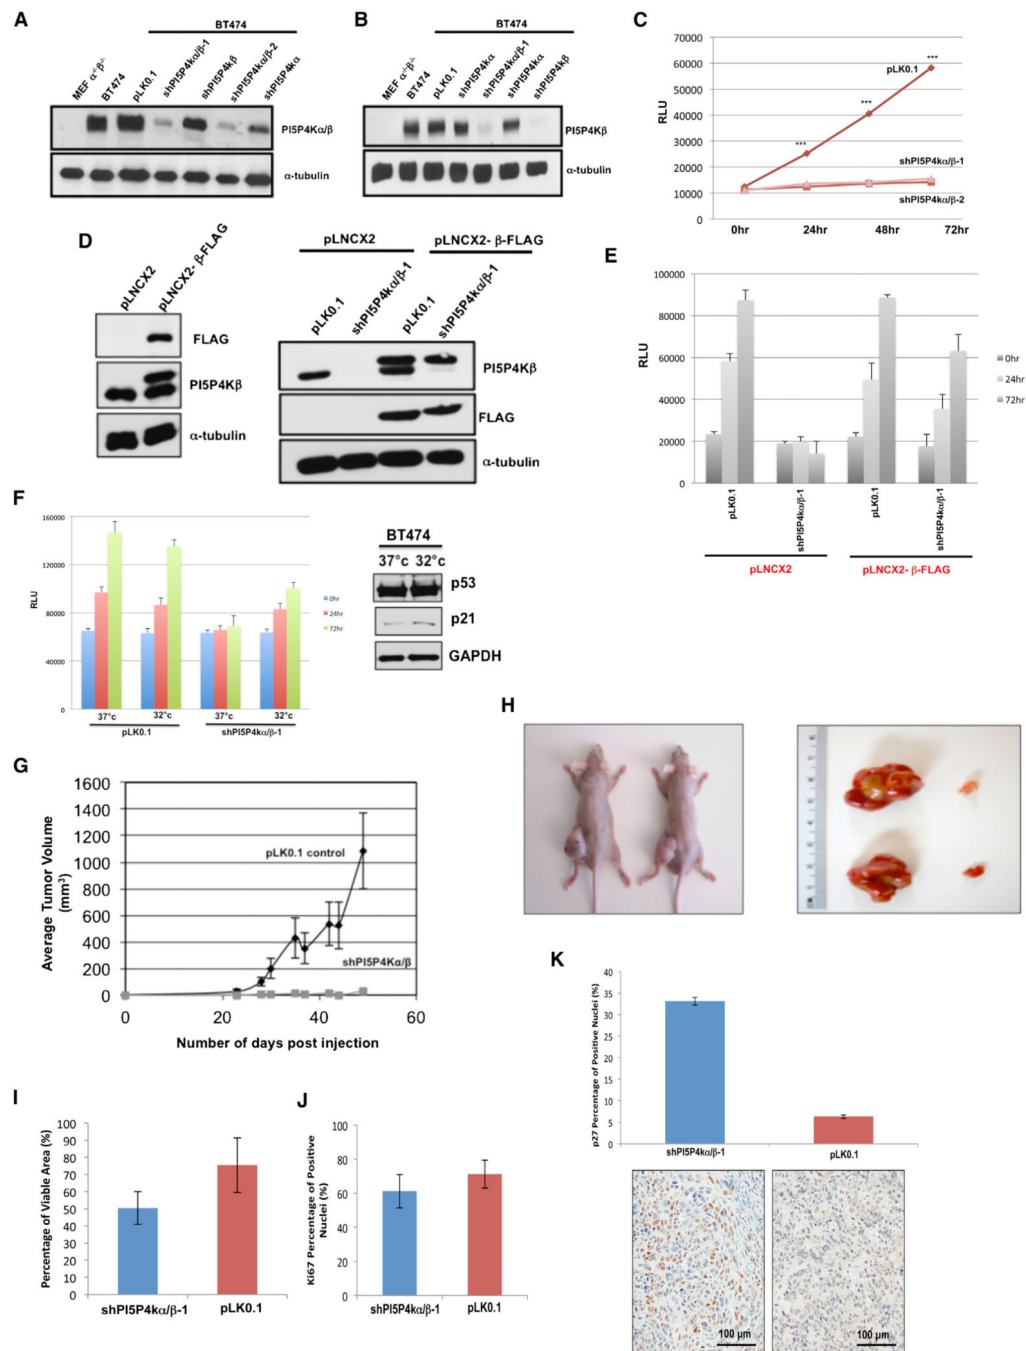 A
BT474
MEF α-/-β-/-
BT474
pLK0.1
shPI5P4kα/β-1
shPI5P4kβ
shPI5P4kα/β-2
shPI5P4kα
PI5P4Kα/β
α-tubulin
B
BT474
MEF α-/-β-/-
BT474
pLK0.1
shPI5P4kα
shPI5P4kα/β-1
shPI5P4kα
shPI5P4kβ
PI5P4Kβ
α-tubulin
C
RLU
70000
60000
50000
40000
30000
20000
10000
0
pLK0.1
***
***
***
shPI5P4kα/β-1
shPI5P4kα/β-2
0hr 24hr 48hr 72hr
D
pLNCX2
pLNCX2- β-FLAG
FLAG
PI5P4Kβ
α-tubulin
pLNCX2 pLNCX2- β-FLAG
pLK0.1
shPI5P4kα/β-1
pLK0.1
shPI5P4kα/β-1
PI5P4Kβ
FLAG
α-tubulin
E
RLU
100000
80000
60000
40000
20000
0
0hr
24hr
72hr
pLK0.1
shPI5P4kα/β-1
pLK0.1
shPI5P4kα/β-1
pLNCX2 pLNCX2- β-FLAG
F
RLU
160000
120000
80000
40000
0
0hr
24hr
72hr
37°c 32°c 37°c 32°c
pLK0.1 shPI5P4kα/β-1
BT474
37°c 32°c
p53
p21
GAPDH
G
Average Tumor Volume
(mm³)
1600
1400
1200
1000
800
600
400
200
0
pLK0.1 control
shPI5P4Kα/β
0 20 40 60
Number of days post injection
H
I
Percentage of Viable Area (%)
100
90
80
70
60
50
40
30
20
10
0
shPI5P4kα/β-1 pLK0.1
J
Ki67 Percentage of Positive
Nuclei (%)
100
80
60
40
20
0
shPI5P4kα/β-1 pLK0.1
K
p27 Percentage of Positive Nuclei (%)
40
35
30
25
20
15
10
5
0
shPI5P4kα/β-1 pLK0.1
100 µm
100 µm